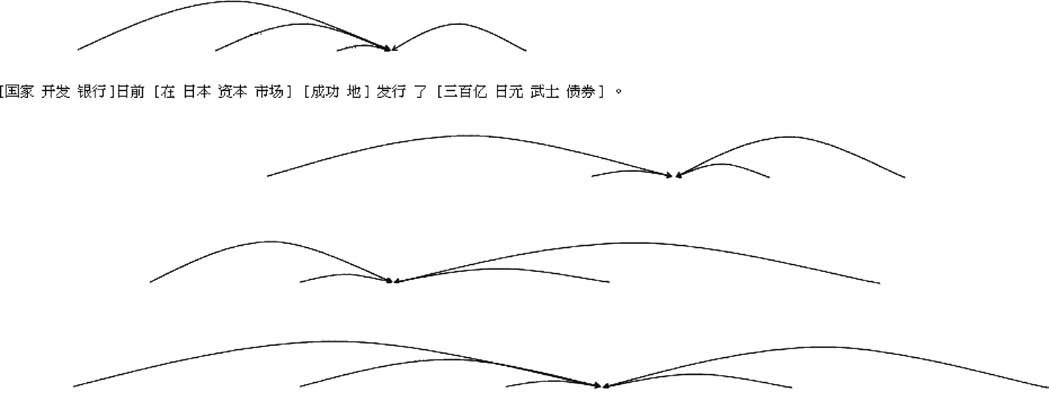 [国家 开发 银行]日前 [在 日本 资本 市场] [成功 地] 发行 了 [三百亿 日元 武士 债券] 。